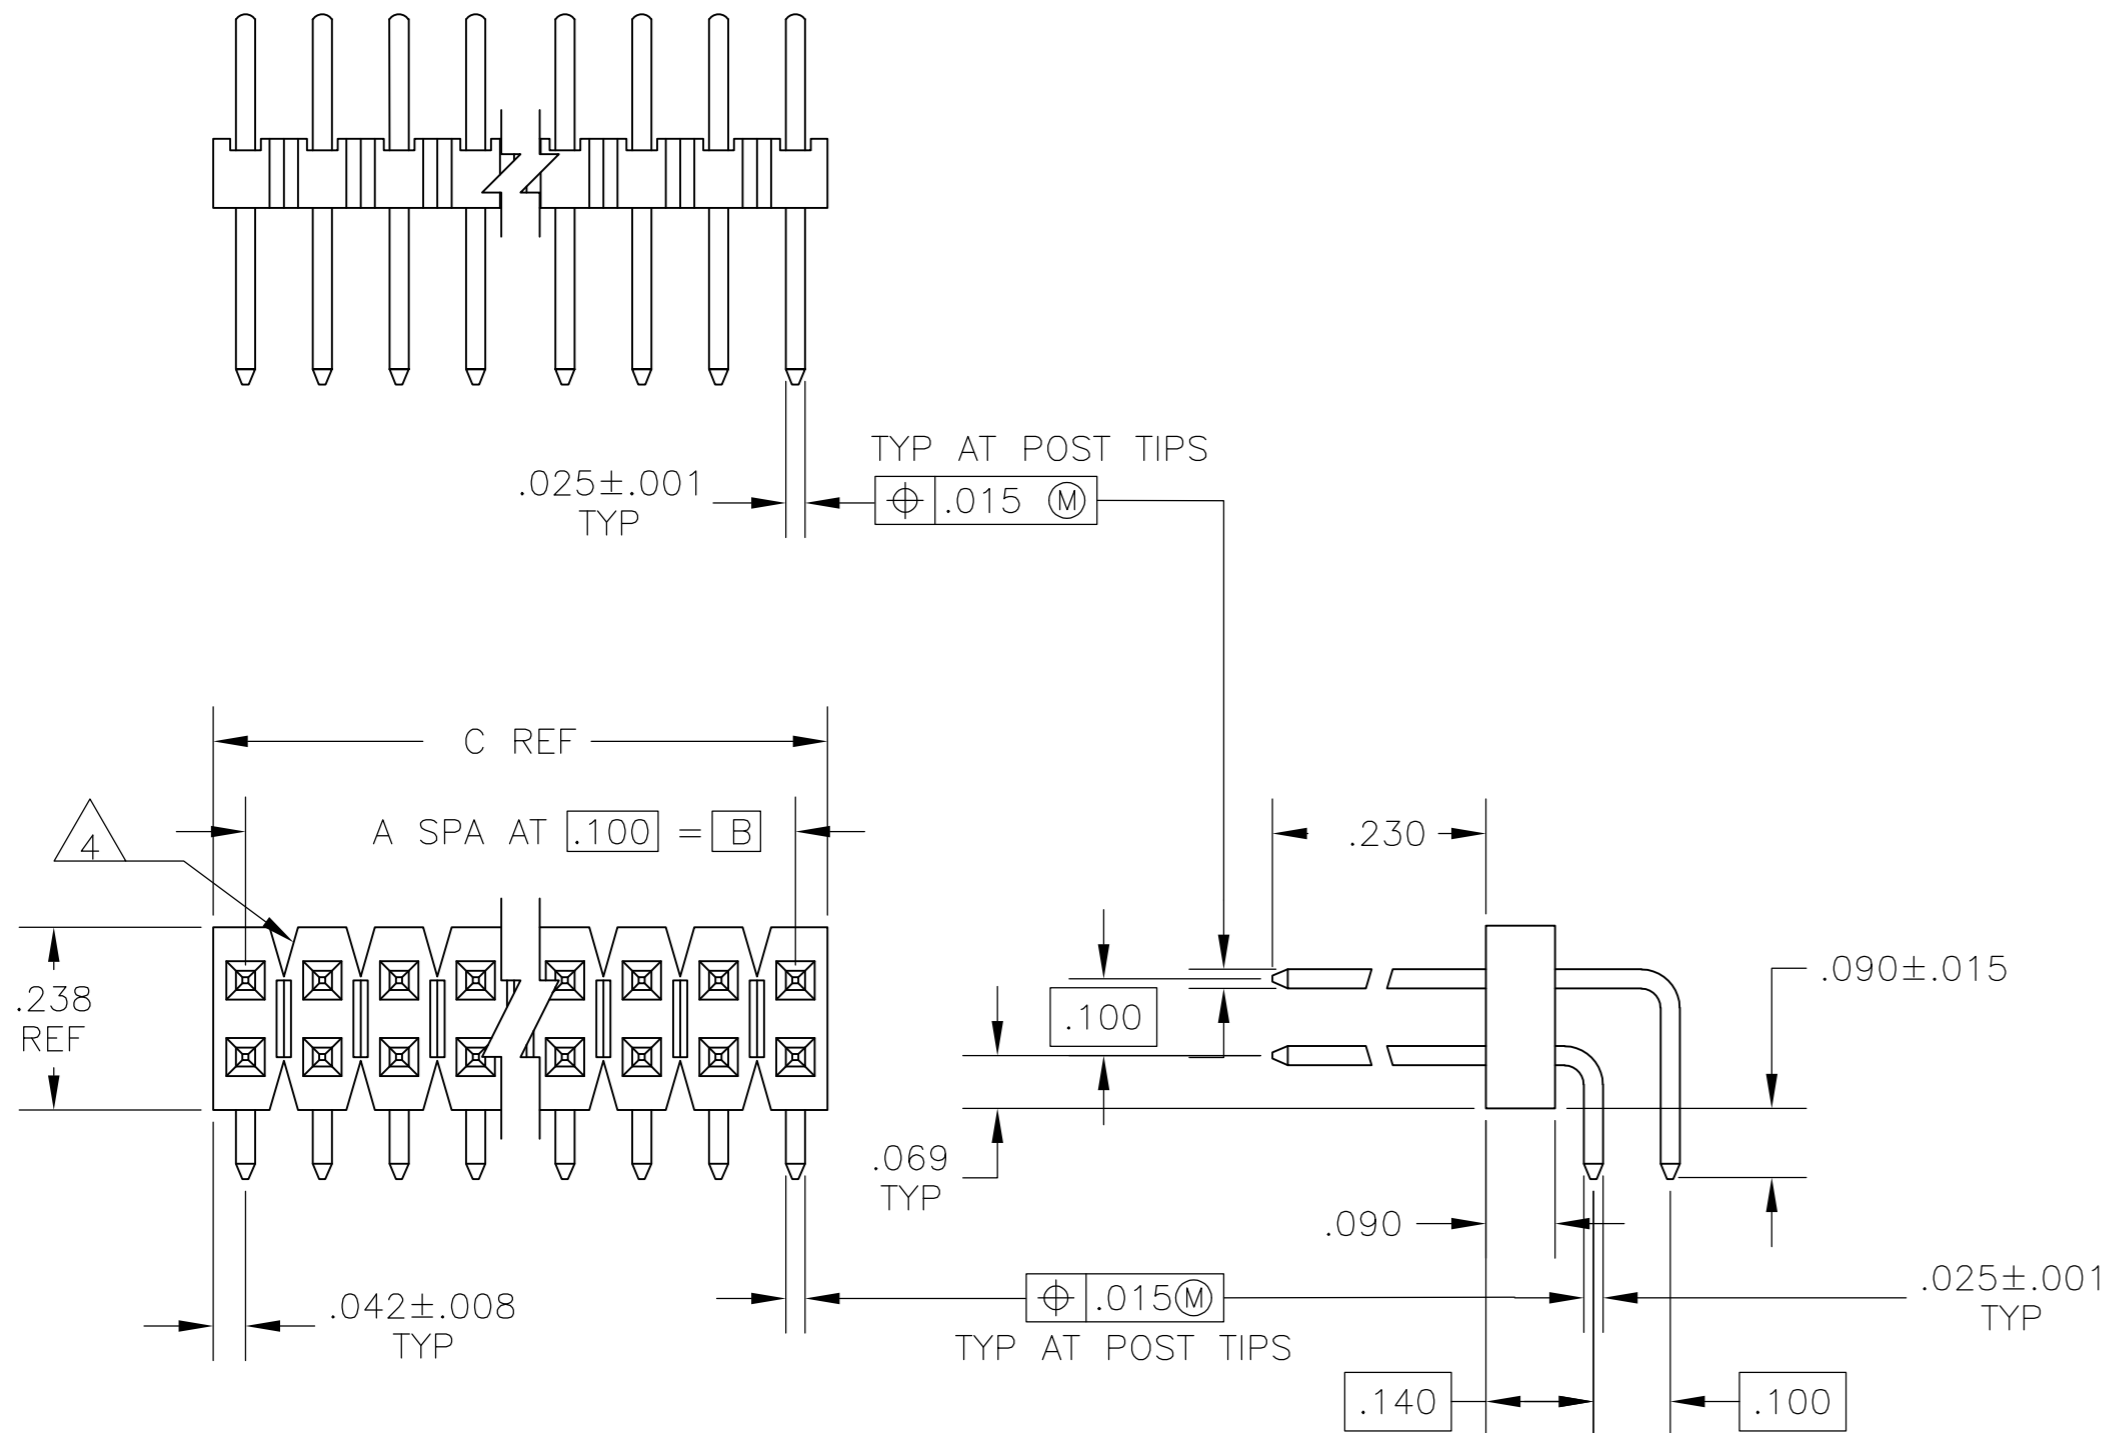 TYP AT POST TIPS
.025±.001
TYP
⌖ .015 Ⓜ
C REF
4
A SPA AT .100 = B
.230
.238
REF
.100
.090±.015
.069
TYP
.090
.042±.008
TYP
⌖ .015Ⓜ
TYP AT POST TIPS
.025±.001
TYP
.140
.100